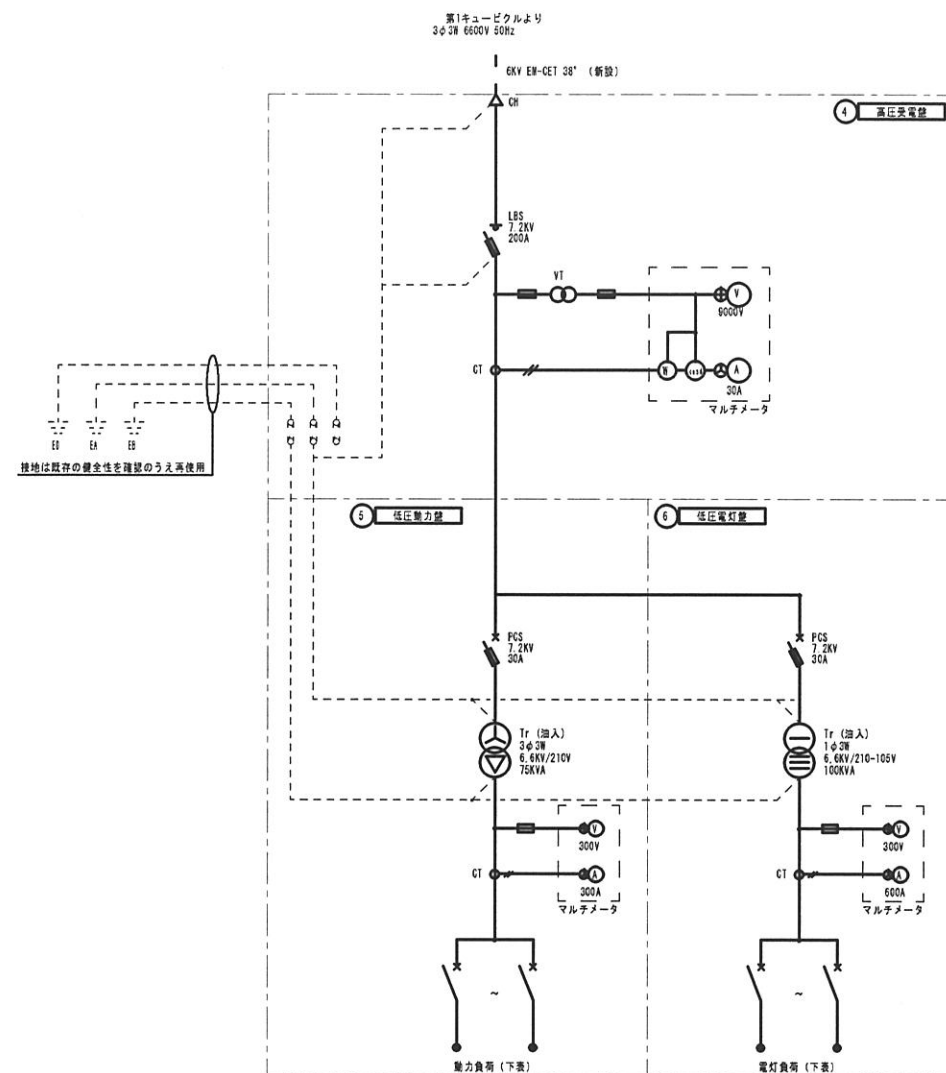 第1キュービクルより
3φ3W 6600V 50Hz
6KV EM-CET 38° (新設)
CH
④ 高圧受電盤
LBS
7.2KV
200A
VT
V
9000V
CT
W
A
30A
マルチメータ
ED
EA
EB
接地は既存の健全性を確認のうえ再使用
⑤ 低圧動力盤
⑥ 低圧電灯盤
PCS
7.2KV
30A
PCS
7.2KV
30A
Tr (油入)
3φ3W
6.6KV/210V
75KVA
Tr (油入)
1φ3W
6.6KV/210-105V
100KVA
V
300V
CT
A
300A
マルチメータ
V
300V
CT
A
600A
マルチメータ
~
~
動力負荷 (下表)
電灯負荷 (下表)